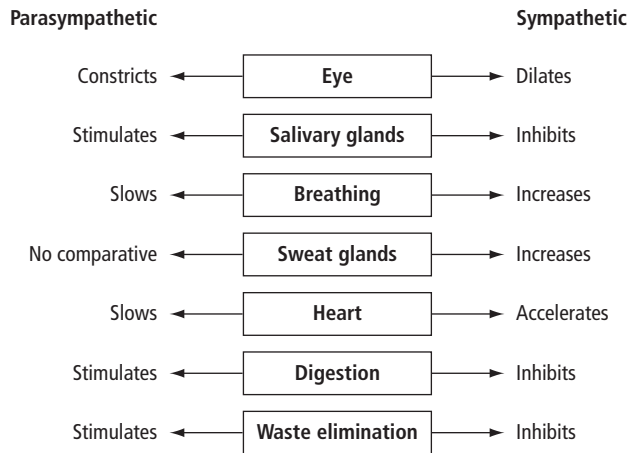 Parasympathetic Sympathetic
Constricts Eye Dilates
Stimulates Salivary glands Inhibits
Slows Breathing Increases
No comparative Sweat glands Increases
Slows Heart Accelerates
Stimulates Digestion Inhibits
Stimulates Waste elimination Inhibits